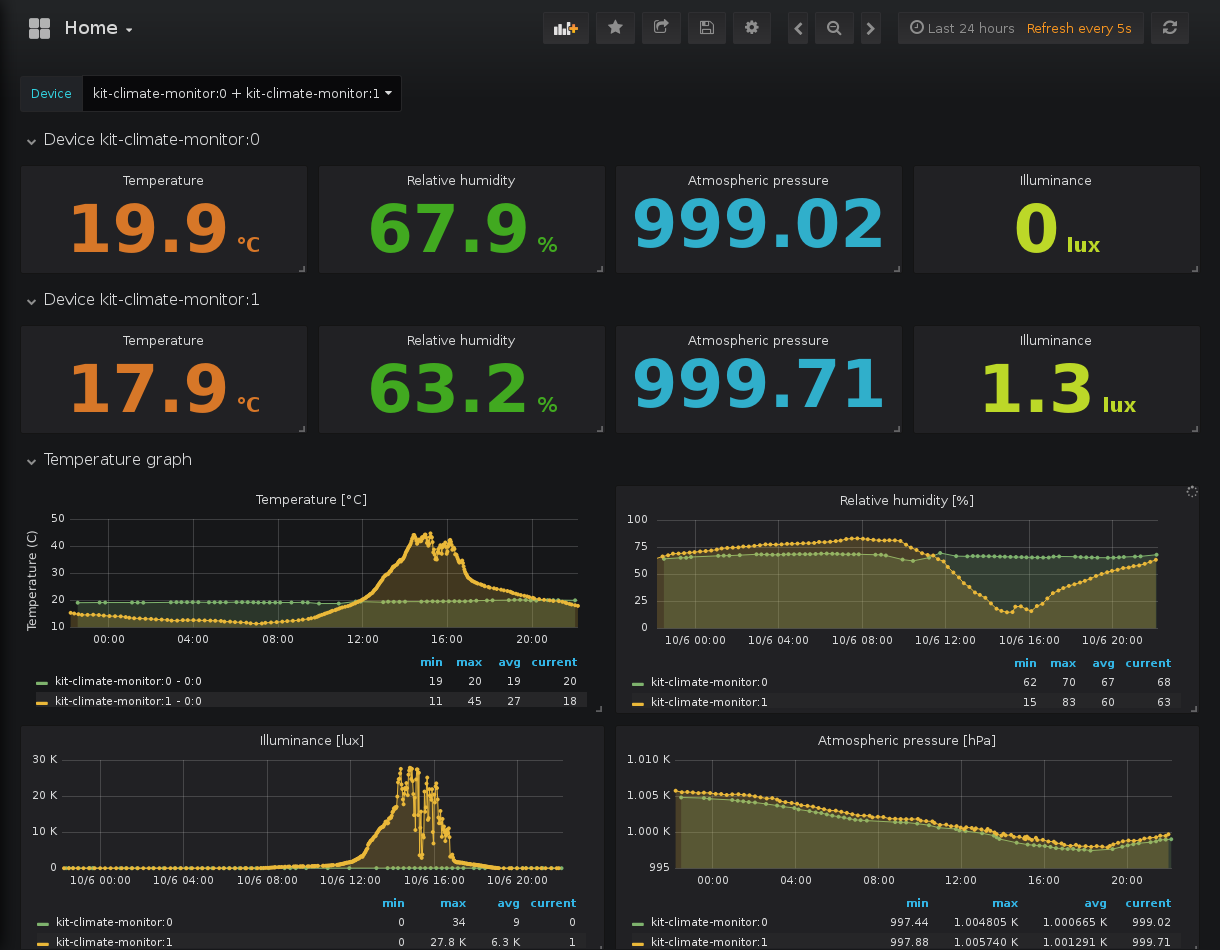 Home
Last 24 hours Refresh every 5s
Device kit-climate-monitor:0 + kit-climate-monitor:1
Device kit-climate-monitor:0
Temperature Relative humidity Atmospheric pressure Illuminance
19.9 °C 67.9 % 999.02 0 lux
Device kit-climate-monitor:1
Temperature Relative humidity Atmospheric pressure Illuminance
17.9 °C 63.2 % 999.71 1.3 lux
Temperature graph
Temperature [°C]
Temperature (C)
50
40
30
20
10
00:00 04:00 08:00 12:00 16:00 20:00
min max avg current
kit-climate-monitor:0 - 0:0 19 20 19 20
kit-climate-monitor:1 - 0:0 11 45 27 18
Relative humidity [%]
100
75
50
25
0
10/6 00:00 10/6 04:00 10/6 08:00 10/6 12:00 10/6 16:00 10/6 20:00
min max avg current
kit-climate-monitor:0 62 70 67 68
kit-climate-monitor:1 15 83 60 63
Illuminance [lux]
30 K
20 K
10 K
0
10/6 00:00 10/6 04:00 10/6 08:00 10/6 12:00 10/6 16:00 10/6 20:00
min max avg current
kit-climate-monitor:0 0 34 9 0
kit-climate-monitor:1 0 27.8 K 6.3 K 1
Atmospheric pressure [hPa]
1.010 K
1.005 K
1.000 K
995
00:00 04:00 08:00 12:00 16:00 20:00
min max avg current
kit-climate-monitor:0 997.44 1.004805 K 1.000665 K 999.02
kit-climate-monitor:1 997.88 1.005740 K 1.001291 K 999.71